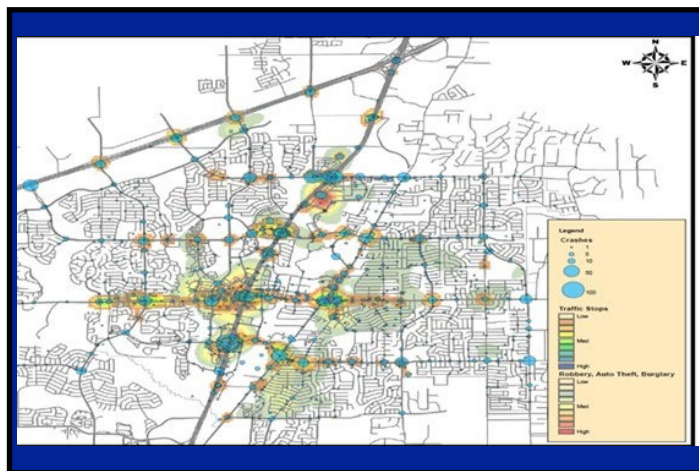 N
W E
S
Legend
Crashes
1
5
10
50
100
Traffic Stops
Low
Med
High
Robbery, Auto Theft, Burglary
Low
Med
High